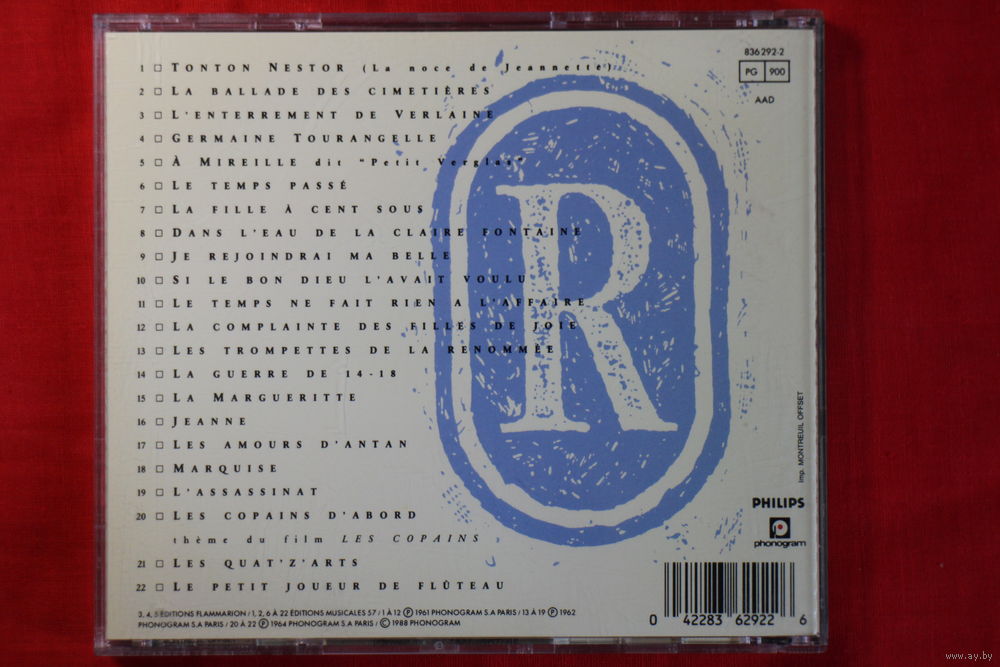 836 292-2
PG 900
AAD
1 □ TONTON NESTOR (La noce de Jeannette)
2 □ LA BALLADE DES CIMETIÈRES
3 □ L'ENTERREMENT DE VERLAINE
4 □ GERMAINE TOURANGELLE
5 □ À MIREILLE dit "Petit Verglas"
6 □ LE TEMPS PASSÉ
7 □ LA FILLE À CENT SOUS
8 □ DANS L'EAU DE LA CLAIRE FONTAINE
9 □ JE REJOINDRAI MA BELLE
10 □ SI LE BON DIEU L'AVAIT VOULU
11 □ LE TEMPS NE FAIT RIEN A L'AFFAIRE
12 □ LA COMPLAINTE DES FILLES DE JOIE
13 □ LES TROMPETTES DE LA RENOMMÉE
14 □ LA GUERRE DE 14-18
15 □ LA MARGUERITTE
16 □ JEANNE
17 □ LES AMOURS D'ANTAN
18 □ MARQUISE
19 □ L'ASSASSINAT
20 □ LES COPAINS D'ABORD
thème du film LES COPAINS
21 □ LES QUAT'Z'ARTS
22 □ LE PETIT JOUEUR DE FLÛTEAU
R
Imp. MONTREUIL OFFSET
PHILIPS
phonogram
3, 4, 5 ÉDITIONS FLAMMARION / 1, 2, 6 À 22 ÉDITIONS MUSICALES 57 / 1 À 12 Ⓟ 1961 PHONOGRAM S.A PARIS / 13 À 19 Ⓟ 1962
PHONOGRAM S.A PARIS / 20 À 22 Ⓟ 1964 PHONOGRAM S.A PARIS / © 1988 PHONOGRAM
0 42283 62922 6
www.ay.by